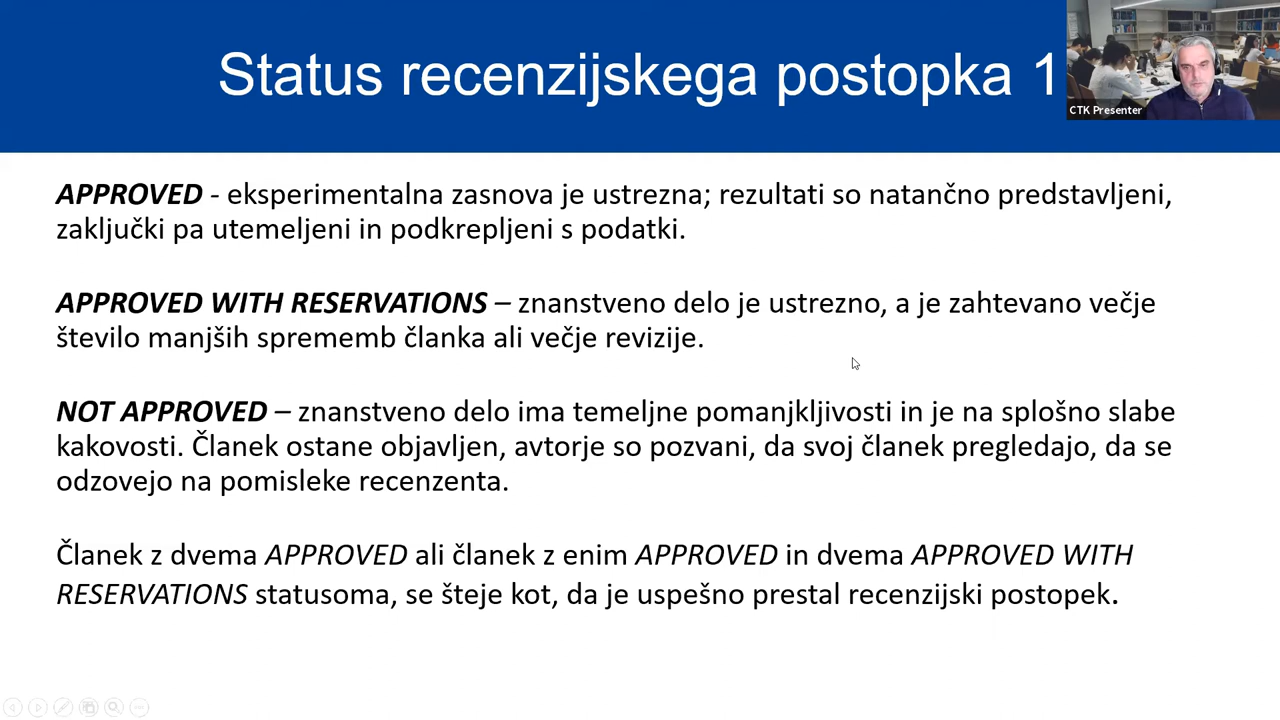 Status recenzijskega postopka 1
CTK Presenter
APPROVED - eksperimentalna zasnova je ustrezna; rezultati so natančno predstavljeni,
zaključki pa utemeljeni in podkrepljeni s podatki.
APPROVED WITH RESERVATIONS – znanstveno delo je ustrezno, a je zahtevano večje
število manjših sprememb članka ali večje revizije.
NOT APPROVED – znanstveno delo ima temeljne pomanjkljivosti in je na splošno slabe
kakovosti. Članek ostane objavljen, avtorje so pozvani, da svoj članek pregledajo, da se
odzovejo na pomisleke recenzenta.
Članek z dvema APPROVED ali članek z enim APPROVED in dvema APPROVED WITH
RESERVATIONS statusoma, se šteje kot, da je uspešno prestal recenzijski postopek.